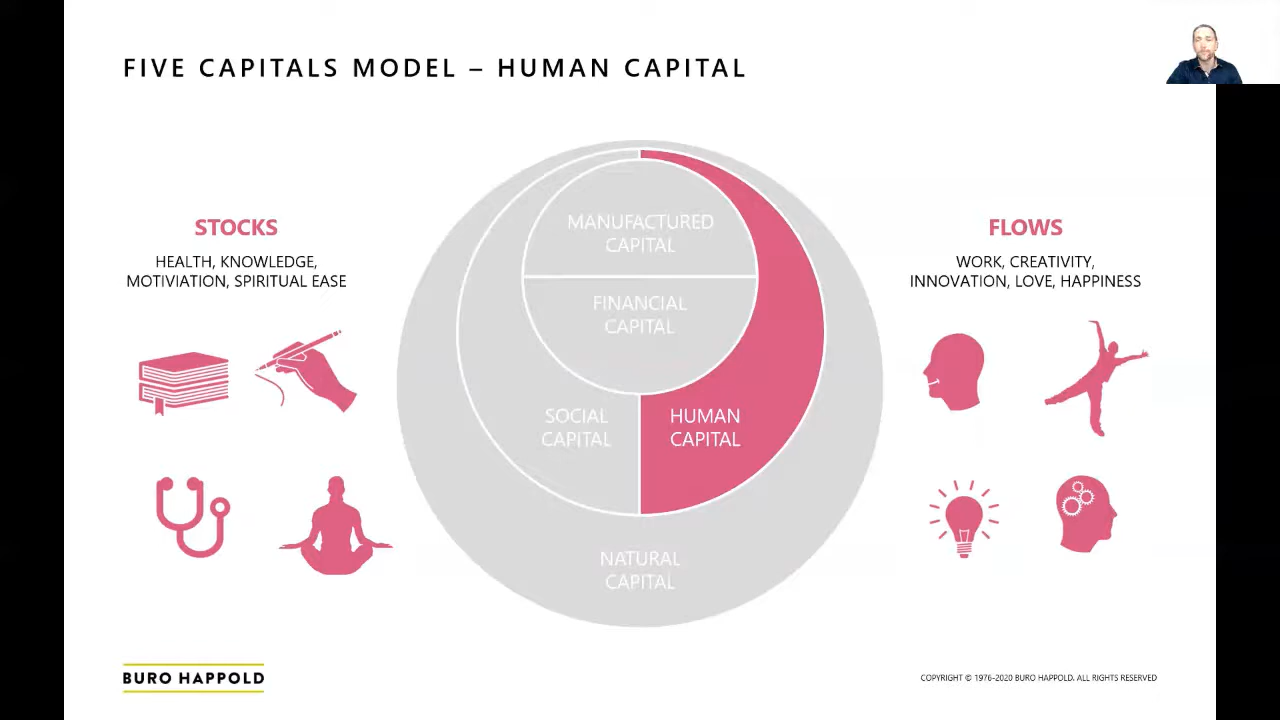 FIVE CAPITALS MODEL – HUMAN CAPITAL
STOCKS
HEALTH, KNOWLEDGE,
MOTIVIATION, SPIRITUAL EASE
MANUFACTURED
CAPITAL
FINANCIAL
CAPITAL
SOCIAL
CAPITAL
HUMAN
CAPITAL
NATURAL
CAPITAL
FLOWS
WORK, CREATIVITY,
INNOVATION, LOVE, HAPPINESS
BURO HAPPOLD
COPYRIGHT © 1976-2020 BURO HAPPOLD. ALL RIGHTS RESERVED